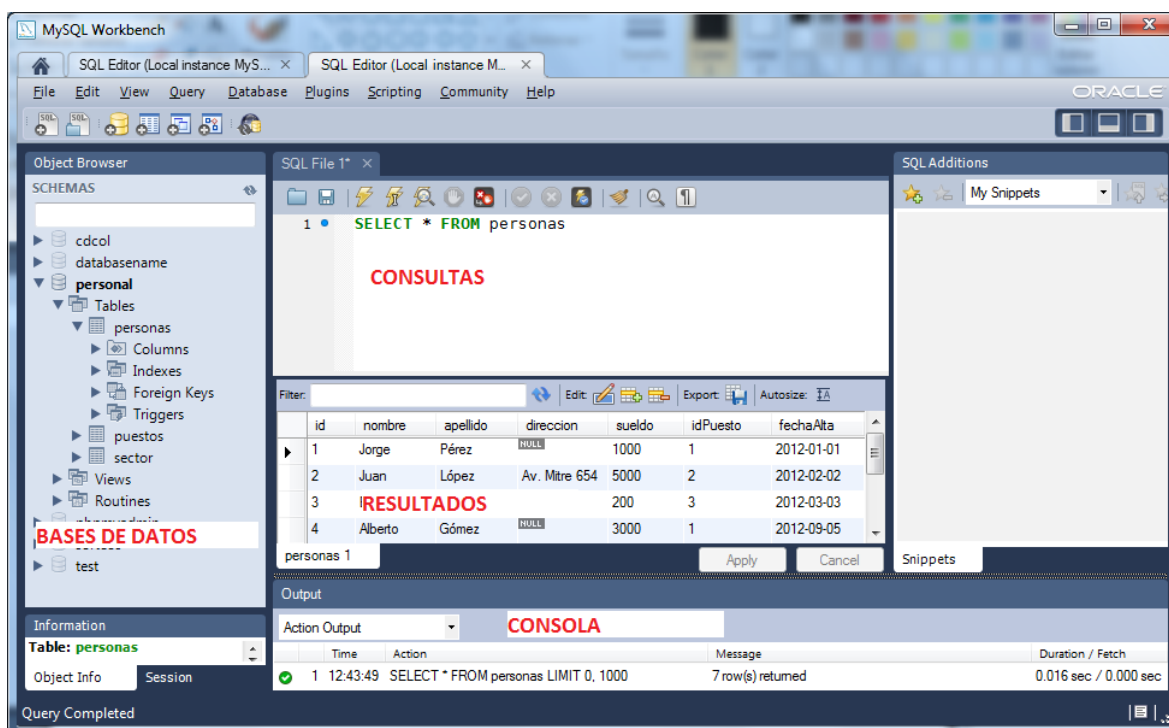 MySQL Workbench
SQL Editor (Local instance MyS...
SQL Editor (Local instance M...
File Edit View Query Database Plugins Scripting Community Help
ORACLE
Object Browser
SCHEMAS
cdcol
databasename
personal
Tables
personas
Columns
Indexes
Foreign Keys
Triggers
puestos
sector
Views
Routines
BASES DE DATOS
test
Information
Table: personas
Object Info Session
SQL File 1*
1 SELECT * FROM personas
CONSULTAS
Filter: Edit: Export: Autosize:
id nombre apellido direccion sueldo idPuesto fechaAlta
1 Jorge Pérez NULL 1000 1 2012-01-01
2 Juan López Av. Mitre 654 5000 2 2012-02-02
3 RESULTADOS 200 3 2012-03-03
4 Alberto Gómez NULL 3000 1 2012-09-05
personas 1
Apply Cancel
SQL Additions
My Snippets
Snippets
Output
Action Output
CONSOLA
Time Action Message Duration / Fetch
1 12:43:49 SELECT * FROM personas LIMIT 0, 1000 7 row(s) returned 0.016 sec / 0.000 sec
Query Completed